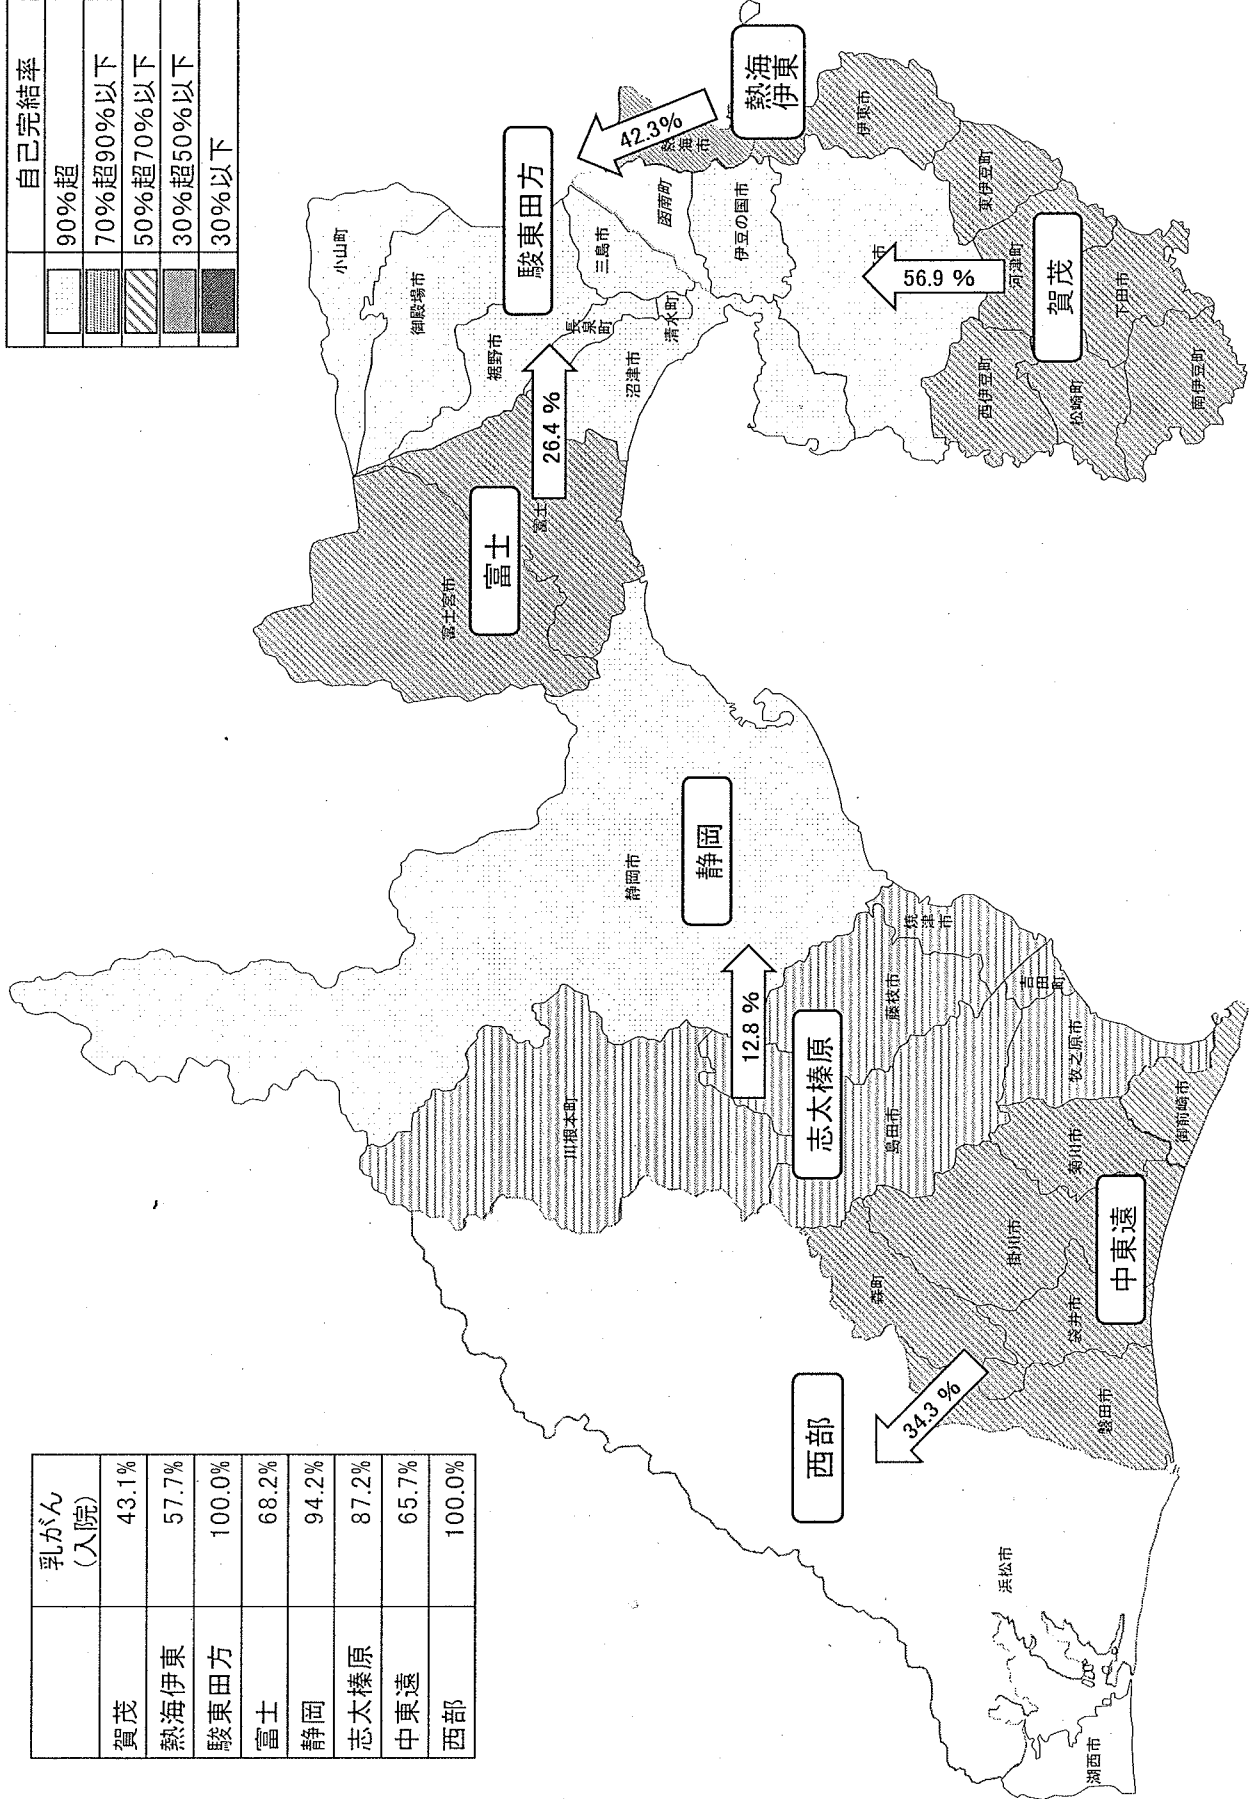 乳がん
(入院)
賀茂 43.1%
熱海伊東 57.7%
駿東田方 100.0%
富士 68.2%
静岡 94.2%
志太榛原 87.2%
中東遠 65.7%
西部 100.0%
自己完結率
90%超
70%超90%以下
50%超70%以下
30%超50%以下
30%以下
小山町
御殿場市
裾野市
駿東田方
三島市
長泉
町
清水町
沼津市
函南町
伊豆の国市
42.3%
熱
海
市
熱海
伊東
伊東市
市
56.9 %
東伊豆町
河津町
賀茂
下田市
西伊豆町
松崎町
南伊豆町
26.4 %
富士
富士
富士宮市
静岡市
静岡
12.8 %
川根本町
志太榛原
藤枝市
焼
津
市
島田市
吉田
町
牧之原市
御前崎市
菊川市
掛川市
中東遠
森町
袋井市
磐田市
34.3 %
西部
浜松市
湖西市